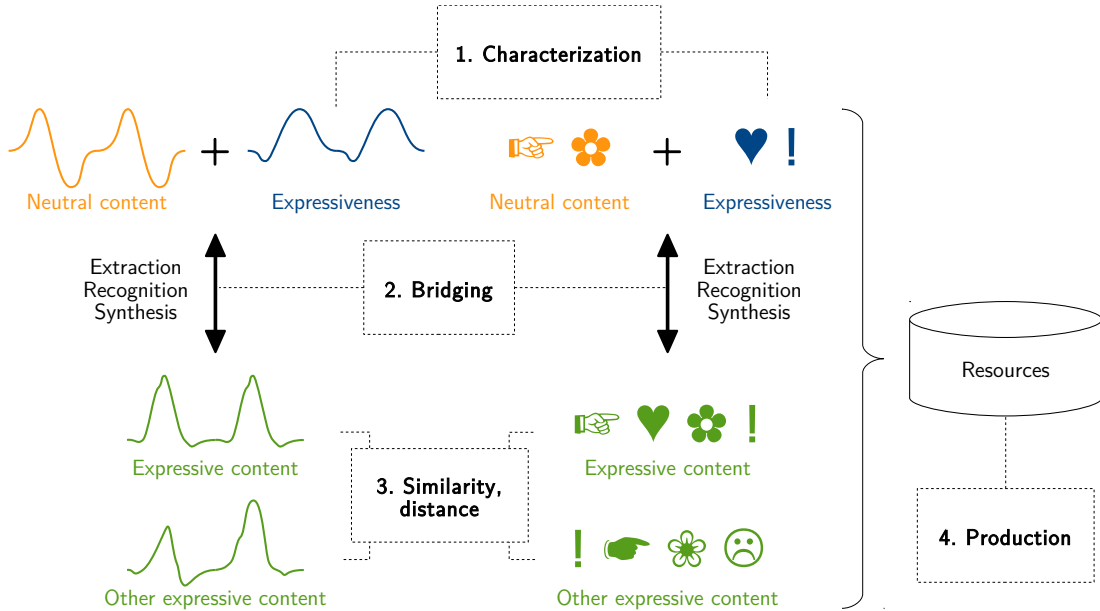 1. Characterization
+
+
!
Neutral content
Expressiveness
Neutral content
Expressiveness
Extraction
Recognition
Synthesis
2. Bridging
Extraction
Recognition
Synthesis
Resources
!
Expressive content
Expressive content
3. Similarity,
distance
!
4. Production
Other expressive content
Other expressive content